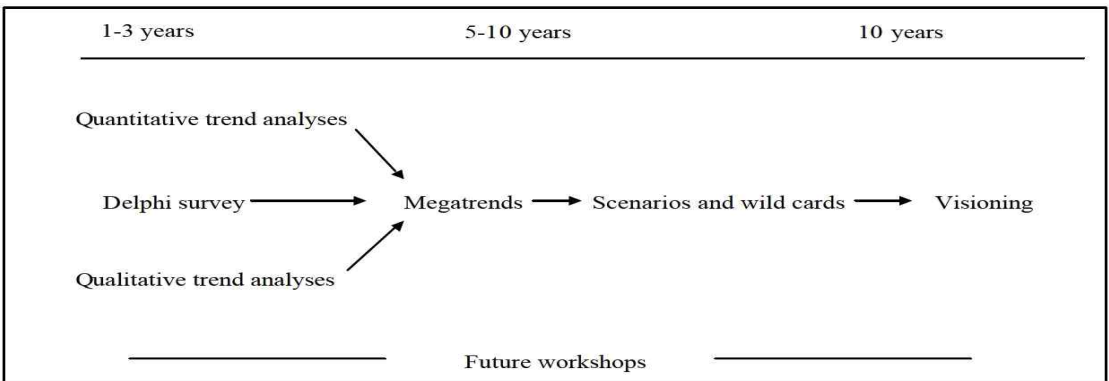 1-3 years 5-10 years 10 years
Quantitative trend analyses
Delphi survey Megatrends Scenarios and wild cards Visioning
Qualitative trend analyses
Future workshops